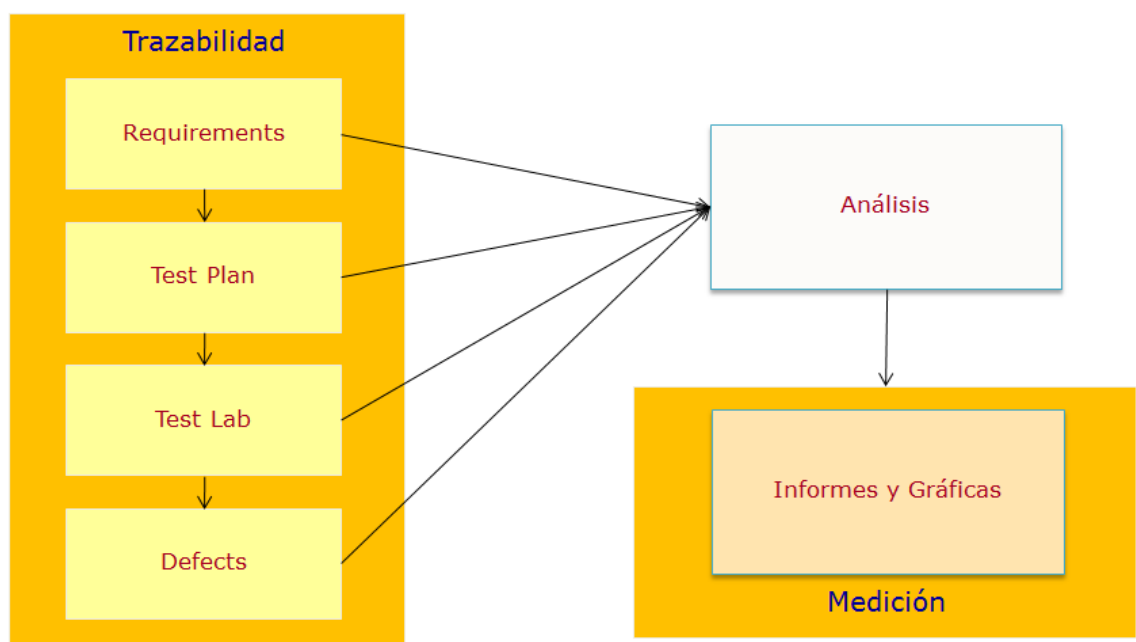 Trazabilidad
Requirements
Test Plan
Test Lab
Defects
Análisis
Informes y Gráficas
Medición